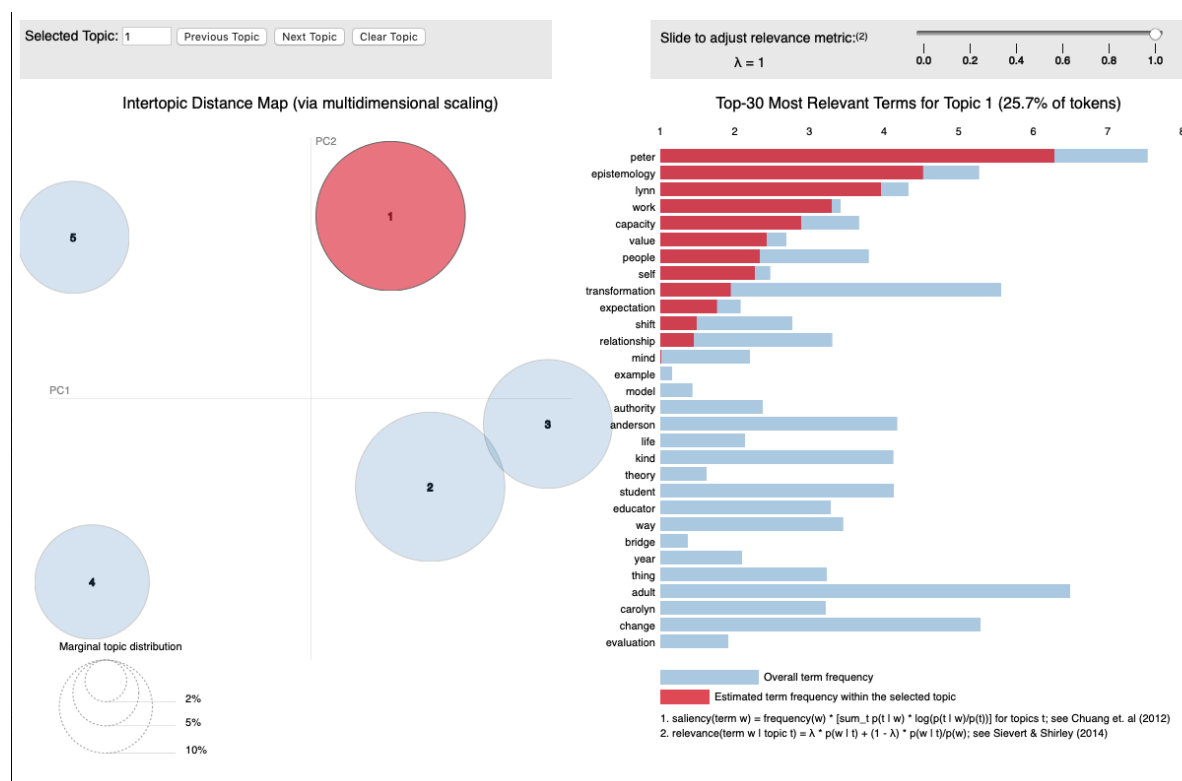 Selected Topic: 1 Previous Topic Next Topic Clear Topic
Slide to adjust relevance metric:(2)
λ = 1
0.0 0.2 0.4 0.6 0.8 1.0
Intertopic Distance Map (via multidimensional scaling)
PC2
PC1
1
5
3
2
4
Marginal topic distribution
2%
5%
10%
Top-30 Most Relevant Terms for Topic 1 (25.7% of tokens)
1 2 3 4 5 6 7 8
peter
epistemology
lynn
work
capacity
value
people
self
transformation
expectation
shift
relationship
mind
example
model
authority
anderson
life
kind
theory
student
educator
way
bridge
year
thing
adult
carolyn
change
evaluation
Overall term frequency
Estimated term frequency within the selected topic
1. saliency(term w) = frequency(w) * [sum_t p(t | w) * log(p(t | w)/p(t))] for topics t; see Chuang et. al (2012)
2. relevance(term w | topic t) = λ * p(w | t) + (1 - λ) * p(w | t)/p(w); see Sievert & Shirley (2014)